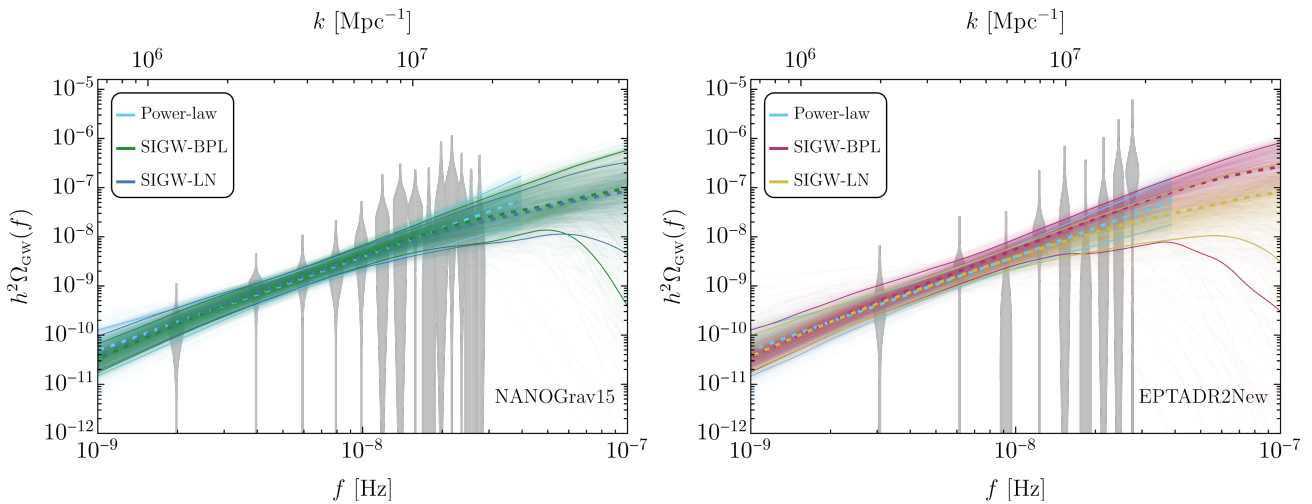 k [Mpc⁻¹]
10⁶ 10⁷
10⁻⁵
10⁻⁶
10⁻⁷
10⁻⁸
10⁻⁹
10⁻¹⁰
10⁻¹¹
10⁻¹²
h²Ω_GW(f)
Power-law
SIGW-BPL
SIGW-LN
NANOGrav15
10⁻⁹ 10⁻⁸ 10⁻⁷
f [Hz]
k [Mpc⁻¹]
10⁶ 10⁷
10⁻⁵
10⁻⁶
10⁻⁷
10⁻⁸
10⁻⁹
10⁻¹⁰
10⁻¹¹
10⁻¹²
h²Ω_GW(f)
Power-law
SIGW-BPL
SIGW-LN
EPTADR2New
10⁻⁹ 10⁻⁸ 10⁻⁷
f [Hz]